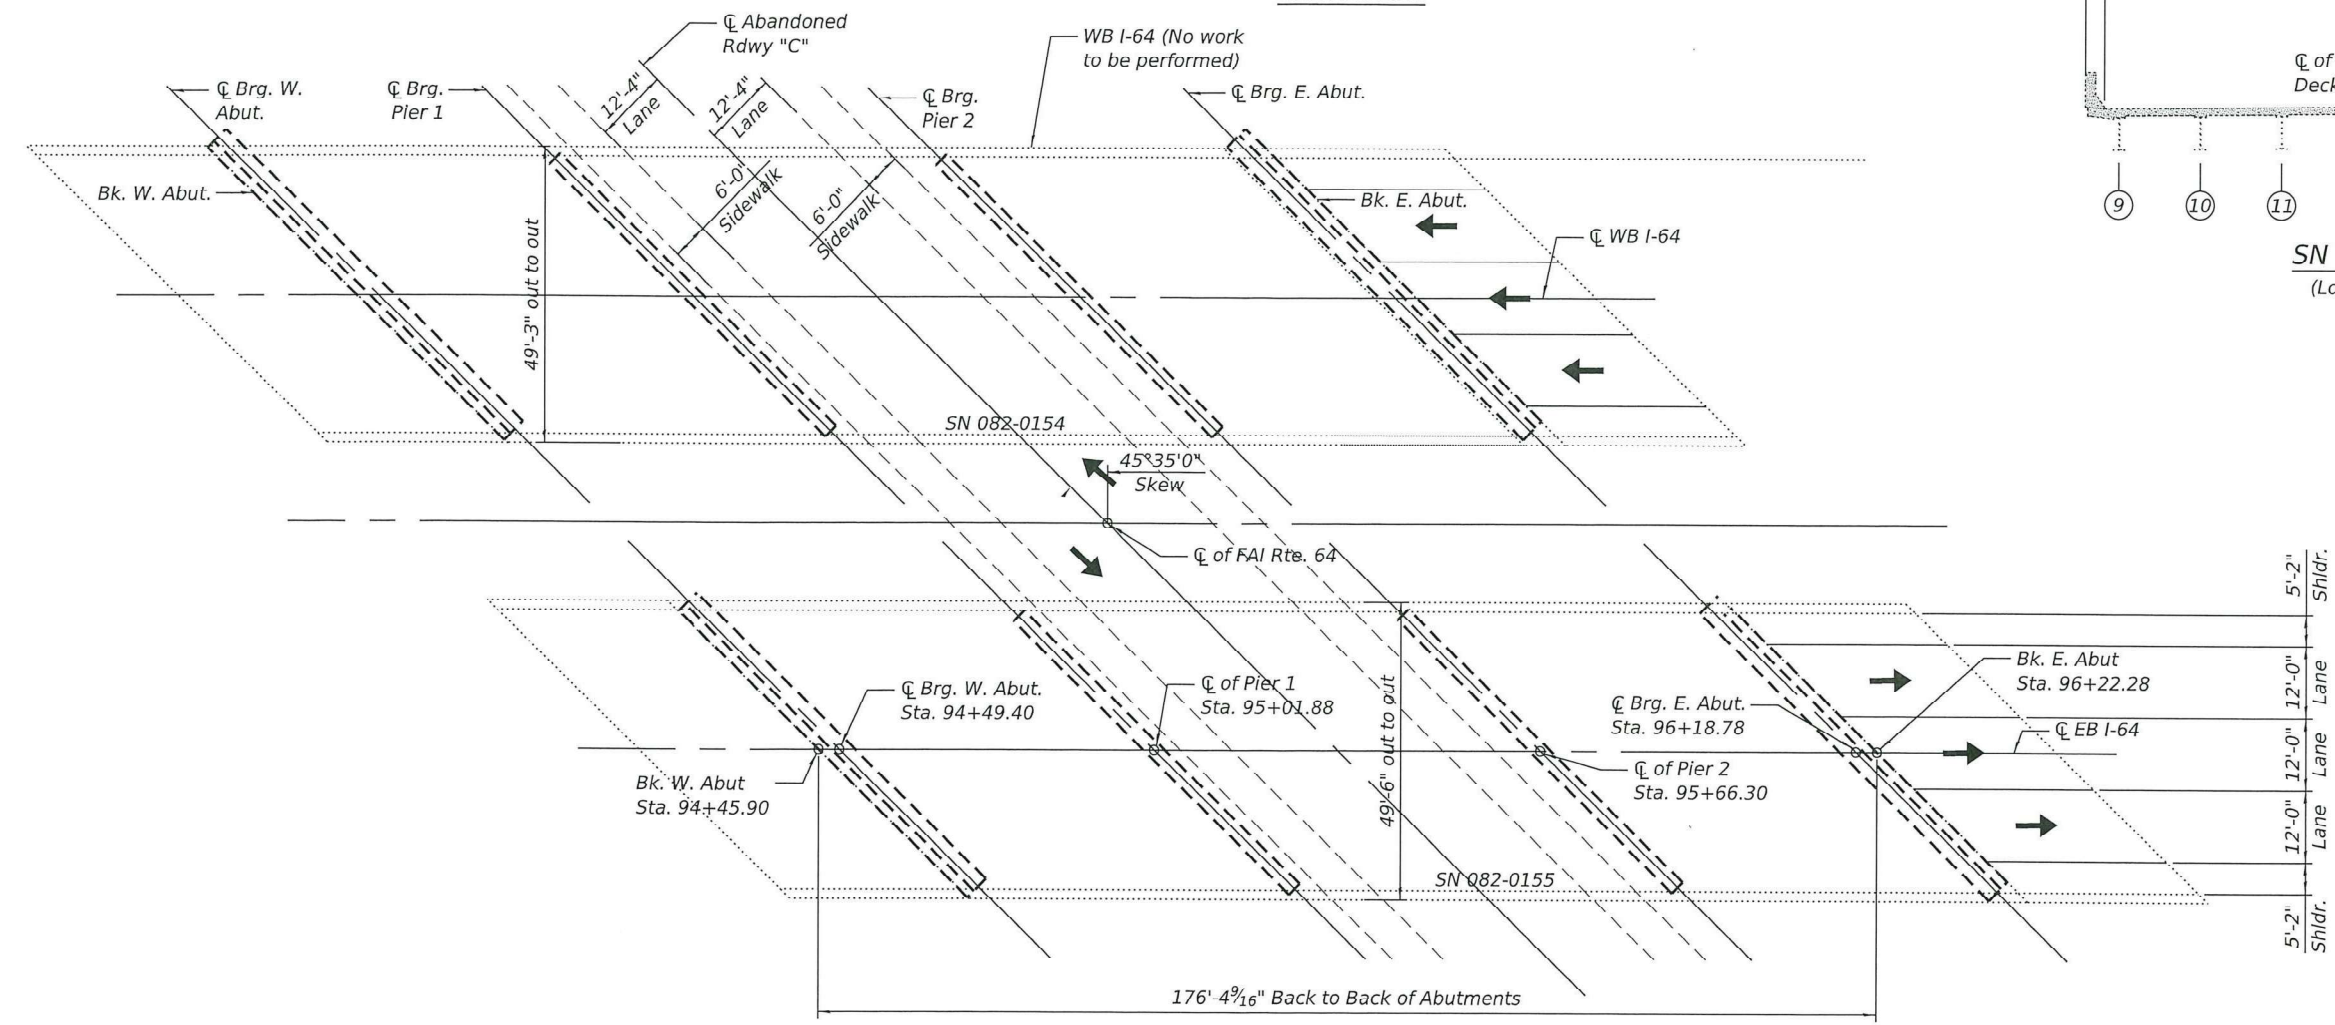 ℄ Abandoned
Rdwy "C"
WB I-64 (No work
to be performed)
℄ of
Deck
℄ Brg. W.
Abut.
℄ Brg.
Pier 1
12'-4"
Lane
12'-4"
Lane
℄ Brg.
Pier 2
℄ Brg. E. Abut.
Bk. W. Abut.
6'-0"
Sidewalk
6'-0"
Sidewalk
Bk. E. Abut.
9
10
11
49'-3" out to out
℄ WB I-64
SN
(Lo
SN 082-0154
45°35'0"
Skew
℄ of FAI Rte. 64
5'-2"
Shldr.
12'-0"
Lane
12'-0"
Lane
12'-0"
Lane
5'-2"
Shldr.
℄ Brg. W. Abut.
Sta. 94+49.40
℄ of Pier 1
Sta. 95+01.88
49'-6" out to out
℄ Brg. E. Abut.
Sta. 96+18.78
Bk. E. Abut
Sta. 96+22.28
℄ EB I-64
Bk. W. Abut
Sta. 94+45.90
℄ of Pier 2
Sta. 95+66.30
SN 082-0155
176'-4⁹⁄₁₆" Back to Back of Abutments